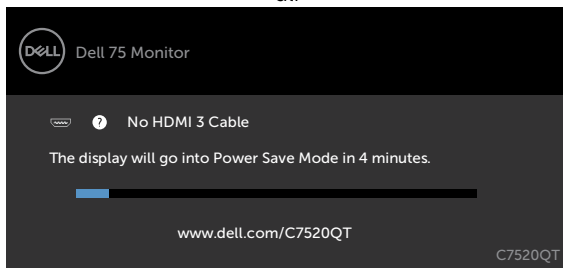 DELL
Dell 75 Monitor
? No HDMI 3 Cable
The display will go into Power Save Mode in 4 minutes.
www.dell.com/C7520QT
C7520QT